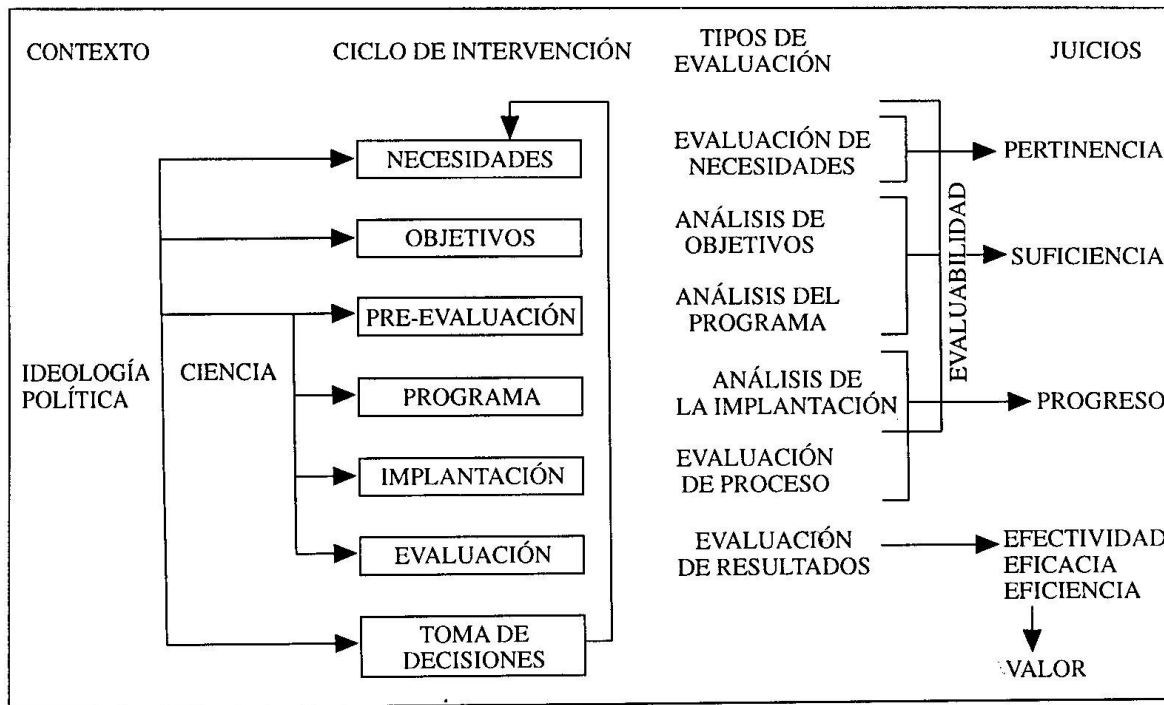 CONTEXTO
CICLO DE INTERVENCIÓN
TIPOS DE
EVALUACIÓN
JUICIOS
NECESIDADES
OBJETIVOS
PRE-EVALUACIÓN
IDEOLOGÍA
POLÍTICA
CIENCIA
PROGRAMA
IMPLANTACIÓN
EVALUACIÓN
TOMA DE
DECISIONES
EVALUACIÓN DE
NECESIDADES
ANÁLISIS DE
OBJETIVOS
ANÁLISIS DEL
PROGRAMA
ANÁLISIS DE
LA IMPLANTACIÓN
EVALUACIÓN
DE PROCESO
EVALUACIÓN
DE RESULTADOS
EVALUABILIDAD
PERTINENCIA
SUFICIENCIA
PROGRESO
EFECTIVIDAD
EFICACIA
EFICIENCIA
VALOR